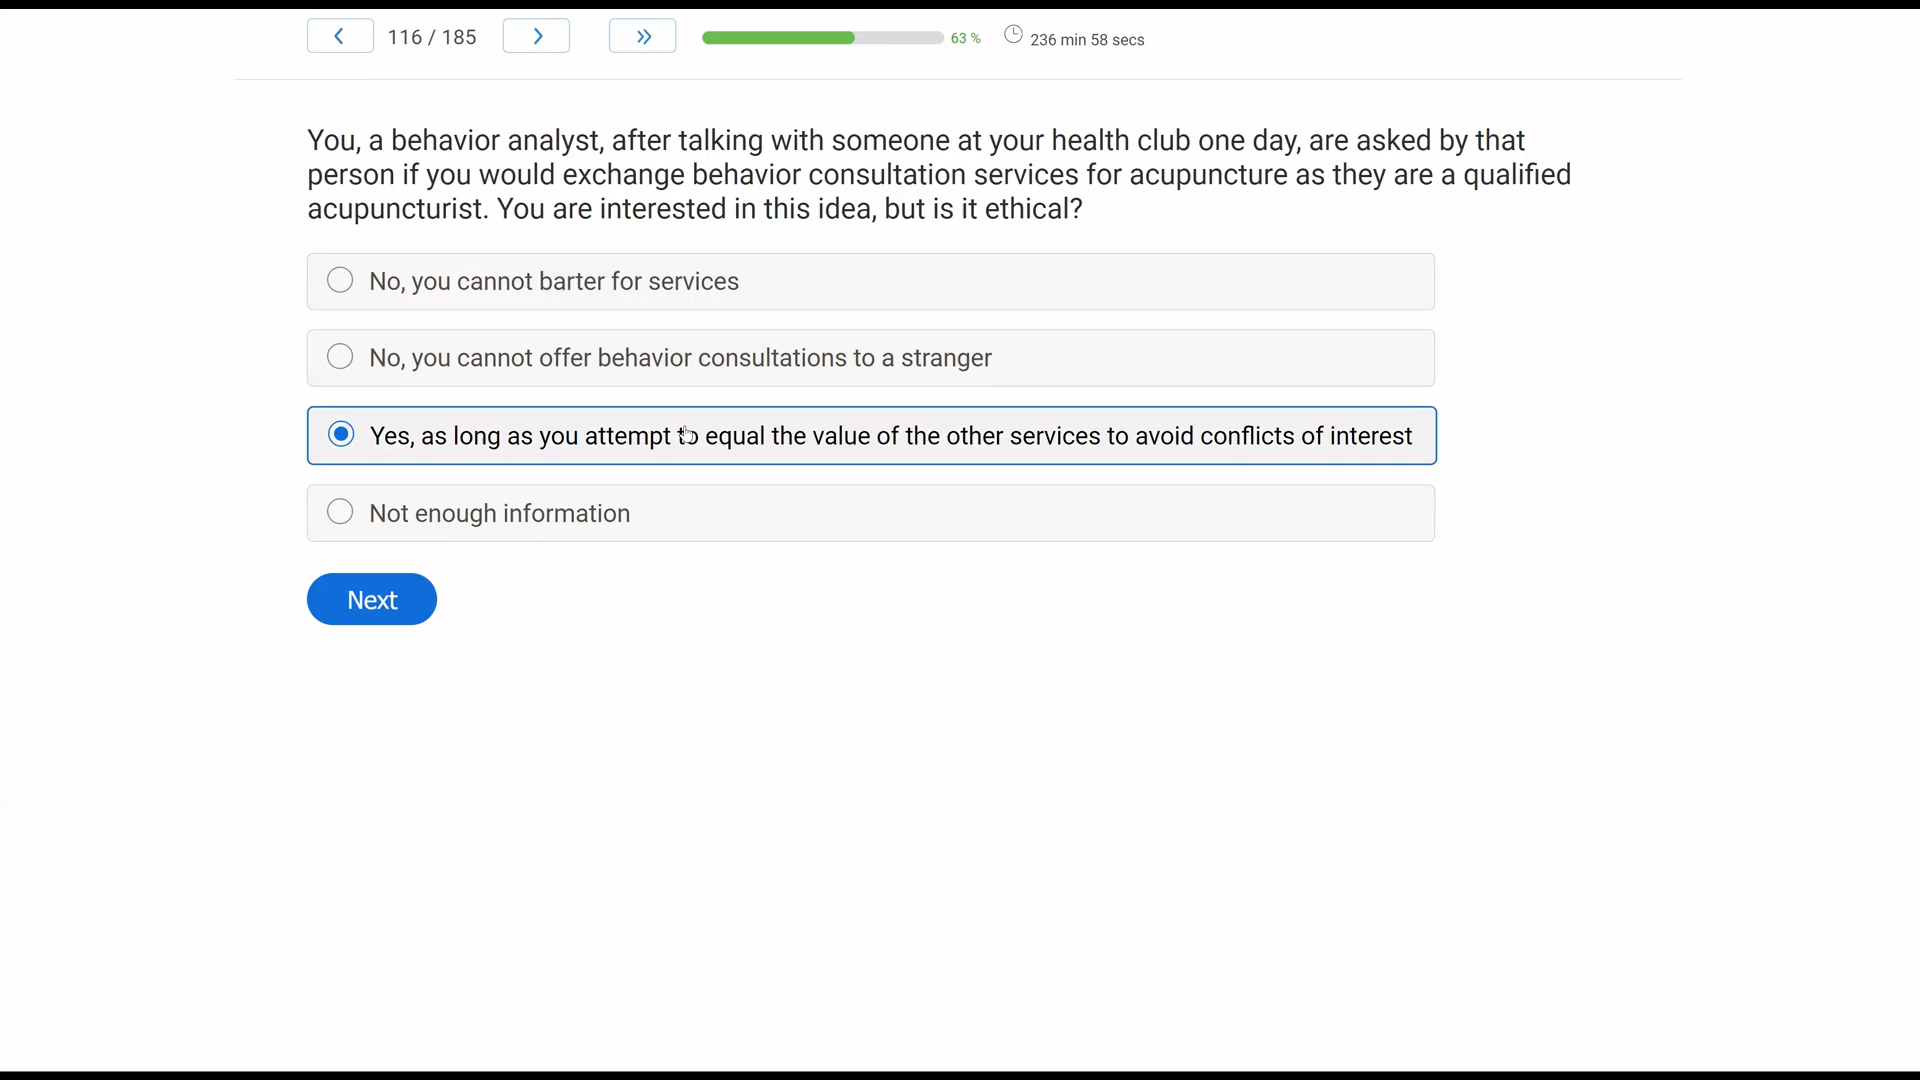 116 / 185
63 %
236 min 58 secs
You, a behavior analyst, after talking with someone at your health club one day, are asked by that
person if you would exchange behavior consultation services for acupuncture as they are a qualified
acupuncturist. You are interested in this idea, but is it ethical?
No, you cannot barter for services
No, you cannot offer behavior consultations to a stranger
Yes, as long as you attempt to equal the value of the other services to avoid conflicts of interest
Not enough information
Next